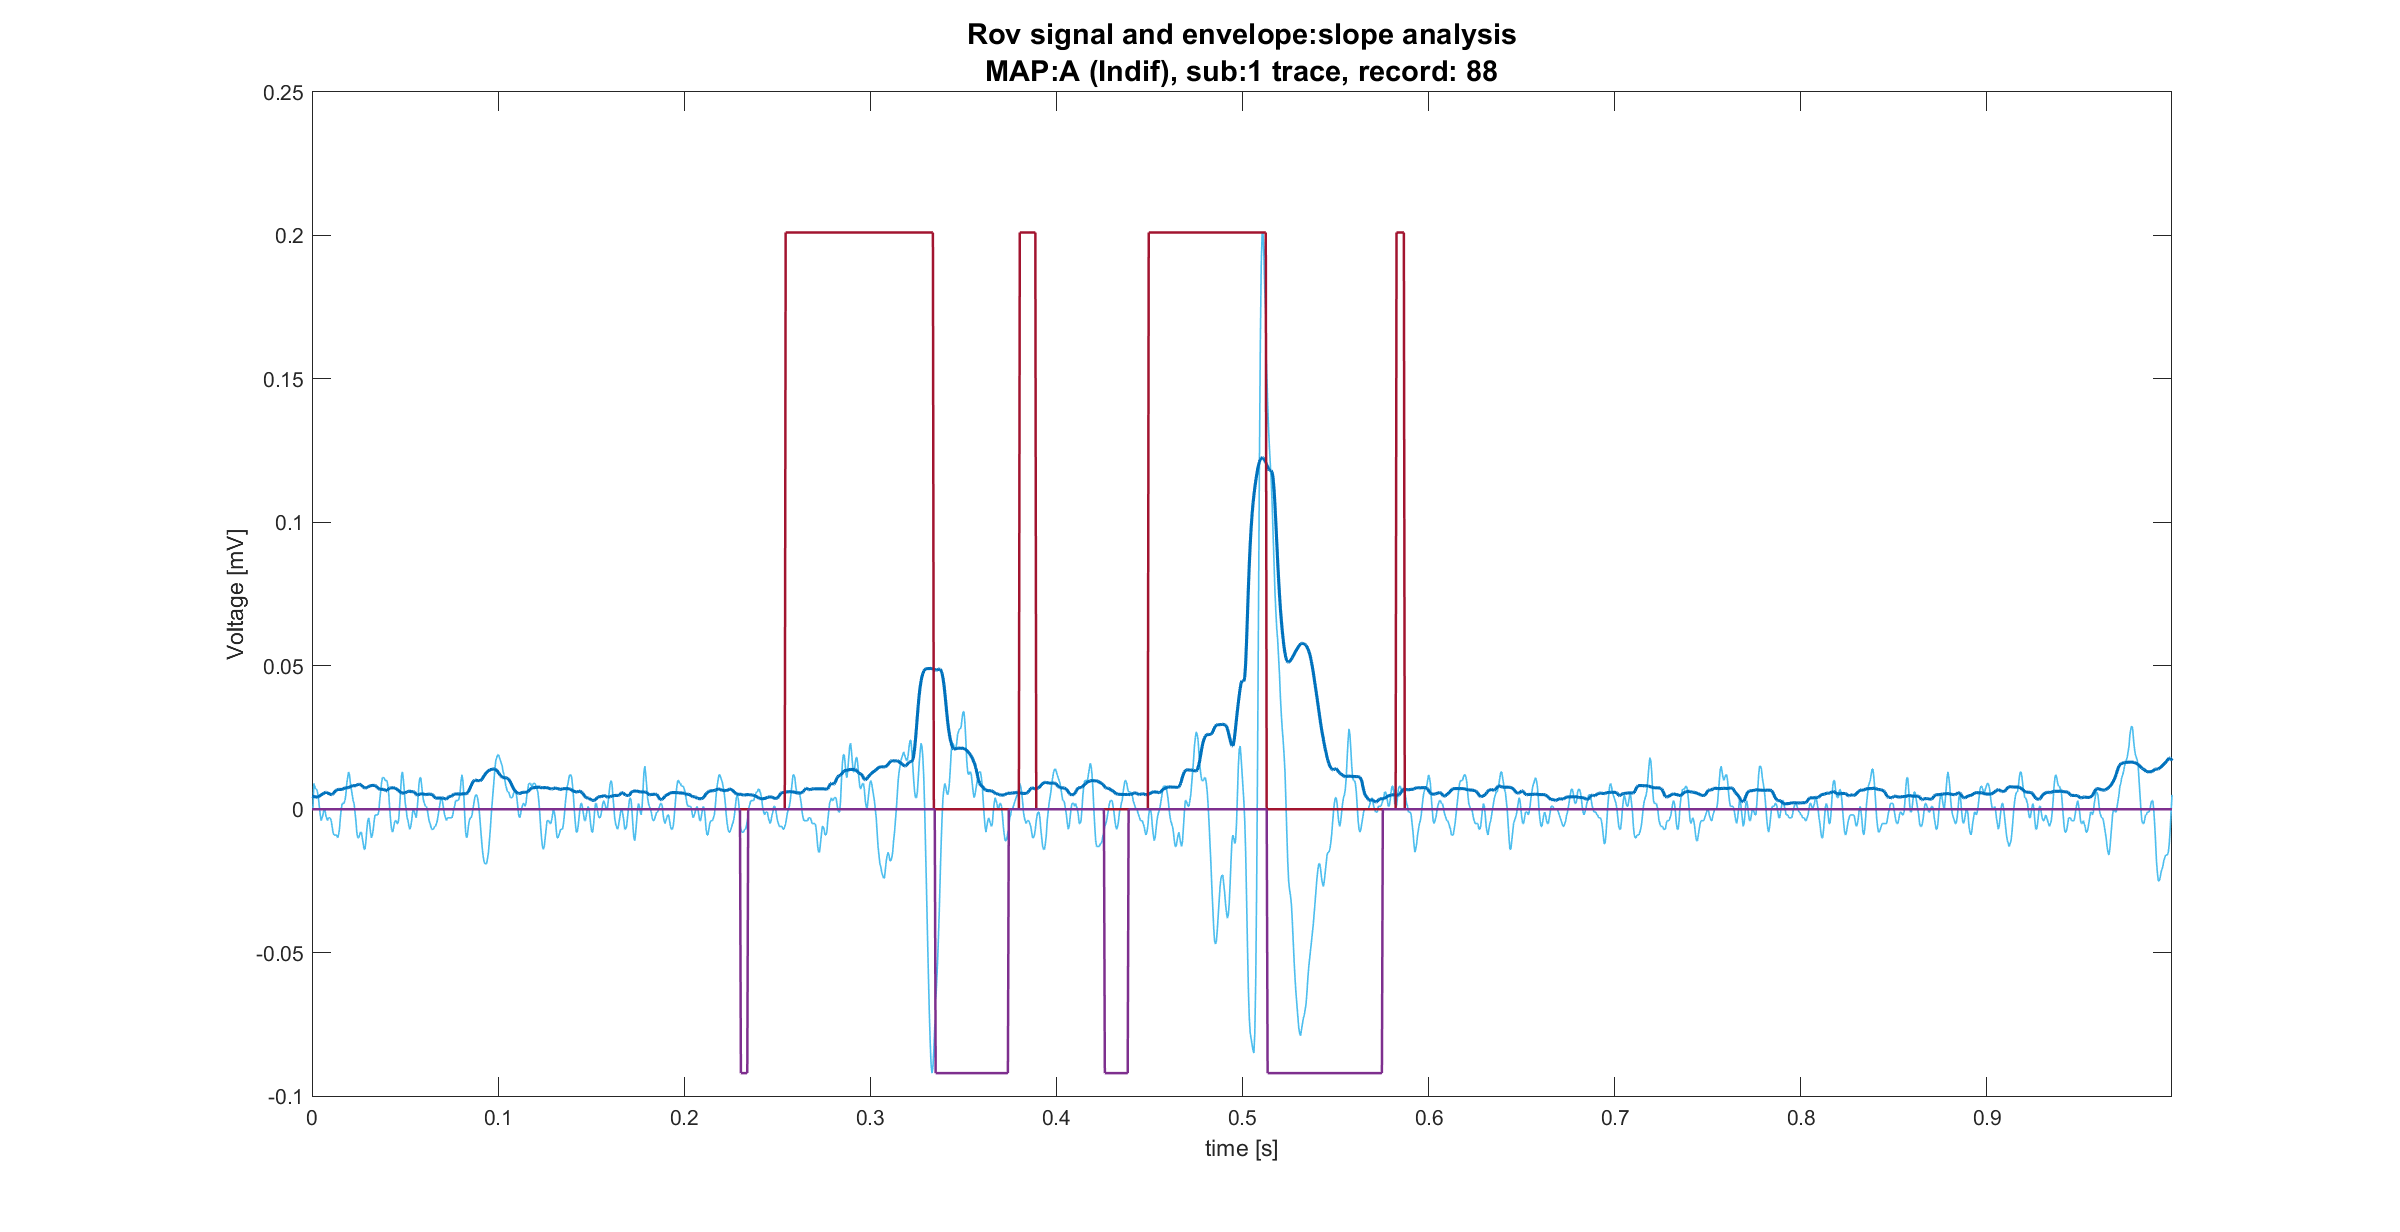 Rov signal and envelope:slope analysis
MAP:A (Indif), sub:1 trace, record: 88
0.25
0.2
0.15
0.1
0.05
0
-0.05
-0.1
Voltage [mV]
0 0.1 0.2 0.3 0.4 0.5 0.6 0.7 0.8 0.9
time [s]